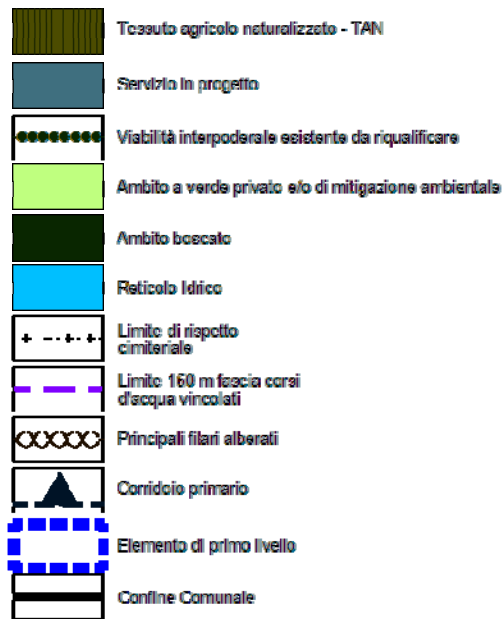 Tessuto agricolo naturalizzato - TAN
Servizio in progetto
Viabilità interpoderale esistente da riqualificare
Ambito a verde privato e/o di mitigazione ambientale
Ambito boscato
Reticolo Idrico
Limite di rispetto
cimiteriale
Limite 150 m fascia corsi
d'acqua vincolati
Principali filari alberati
Corridoio primario
Elemento di primo livello
Confine Comunale